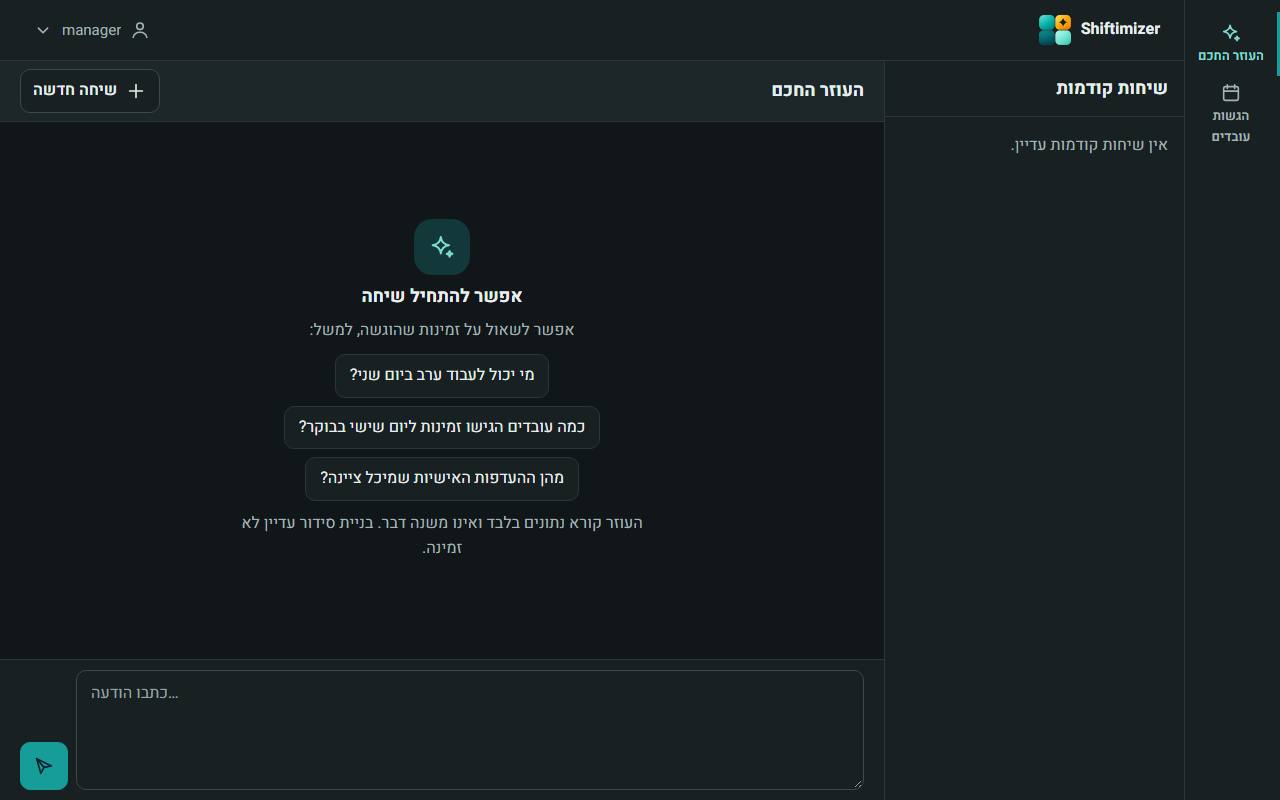 העוזר החכם
הגשות
עובדים
Shiftimizer
manager
שיחות קודמות
אין שיחות קודמות עדיין.
העוזר החכם
שיחה חדשה
אפשר להתחיל שיחה
אפשר לשאול על זמינות שהוגשה, למשל:
מי יכול לעבוד ערב ביום שני?
כמה עובדים הגישו זמינות ליום שישי בבוקר?
מהן ההעדפות האישיות שמיכל ציינה?
העוזר קורא נתונים בלבד ואינו משנה דבר. בניית סידור עדיין לא
זמינה.
כתבו הודעה...